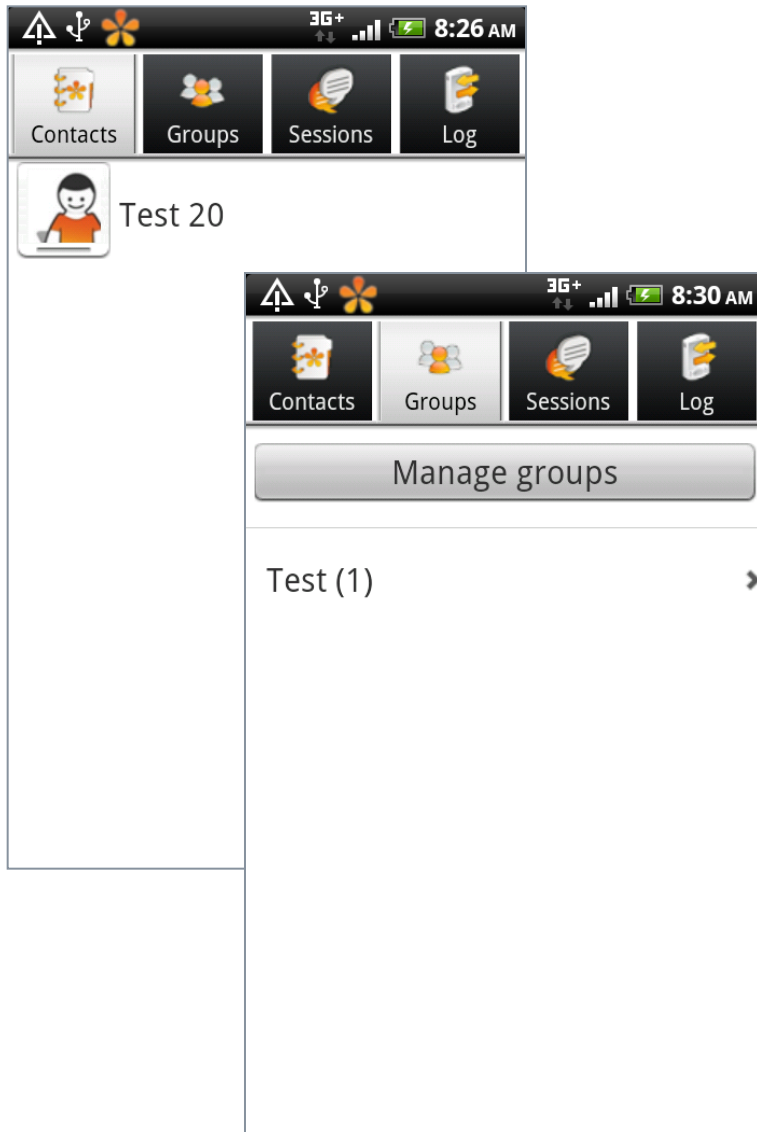 3G+ 8:26 AM
Contacts Groups Sessions Log
Test 20
3G+ 8:30 AM
Contacts Groups Sessions Log
Manage groups
Test (1)